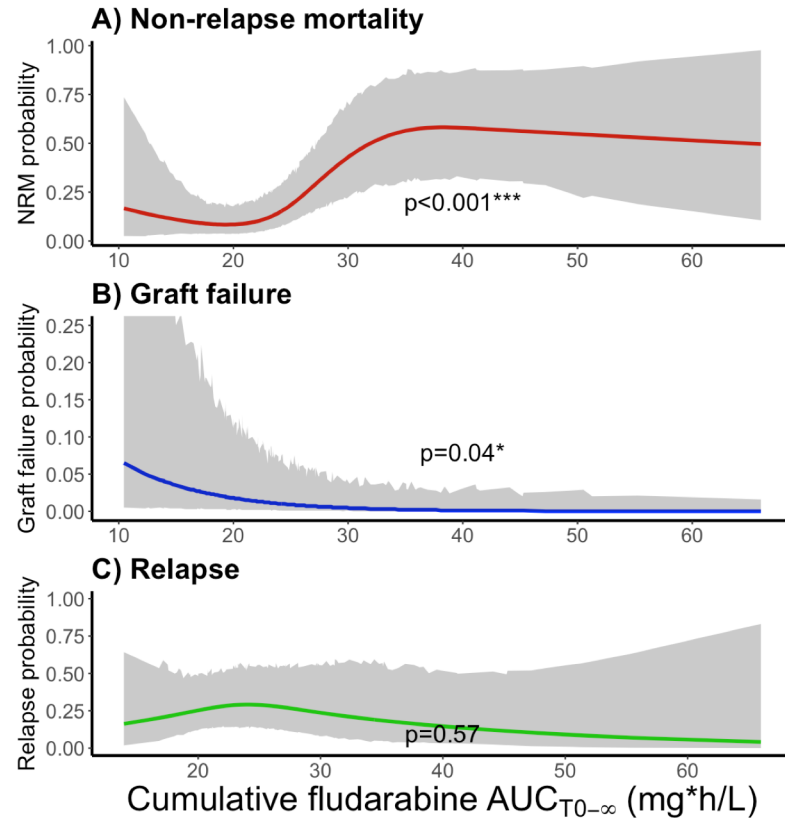 A) Non-relapse mortality
NRM probability
1.00
0.75
0.50
0.25
0.00
p<0.001***
10 20 30 40 50 60
B) Graft failure
Graft failure probability
0.25
0.20
0.15
0.10
0.05
0.00
p=0.04*
10 20 30 40 50 60
C) Relapse
Relapse probability
1.00
0.75
0.50
0.25
0.00
p=0.57
20 30 40 50 60
Cumulative fludarabine AUCT0−∞ (mg*h/L)